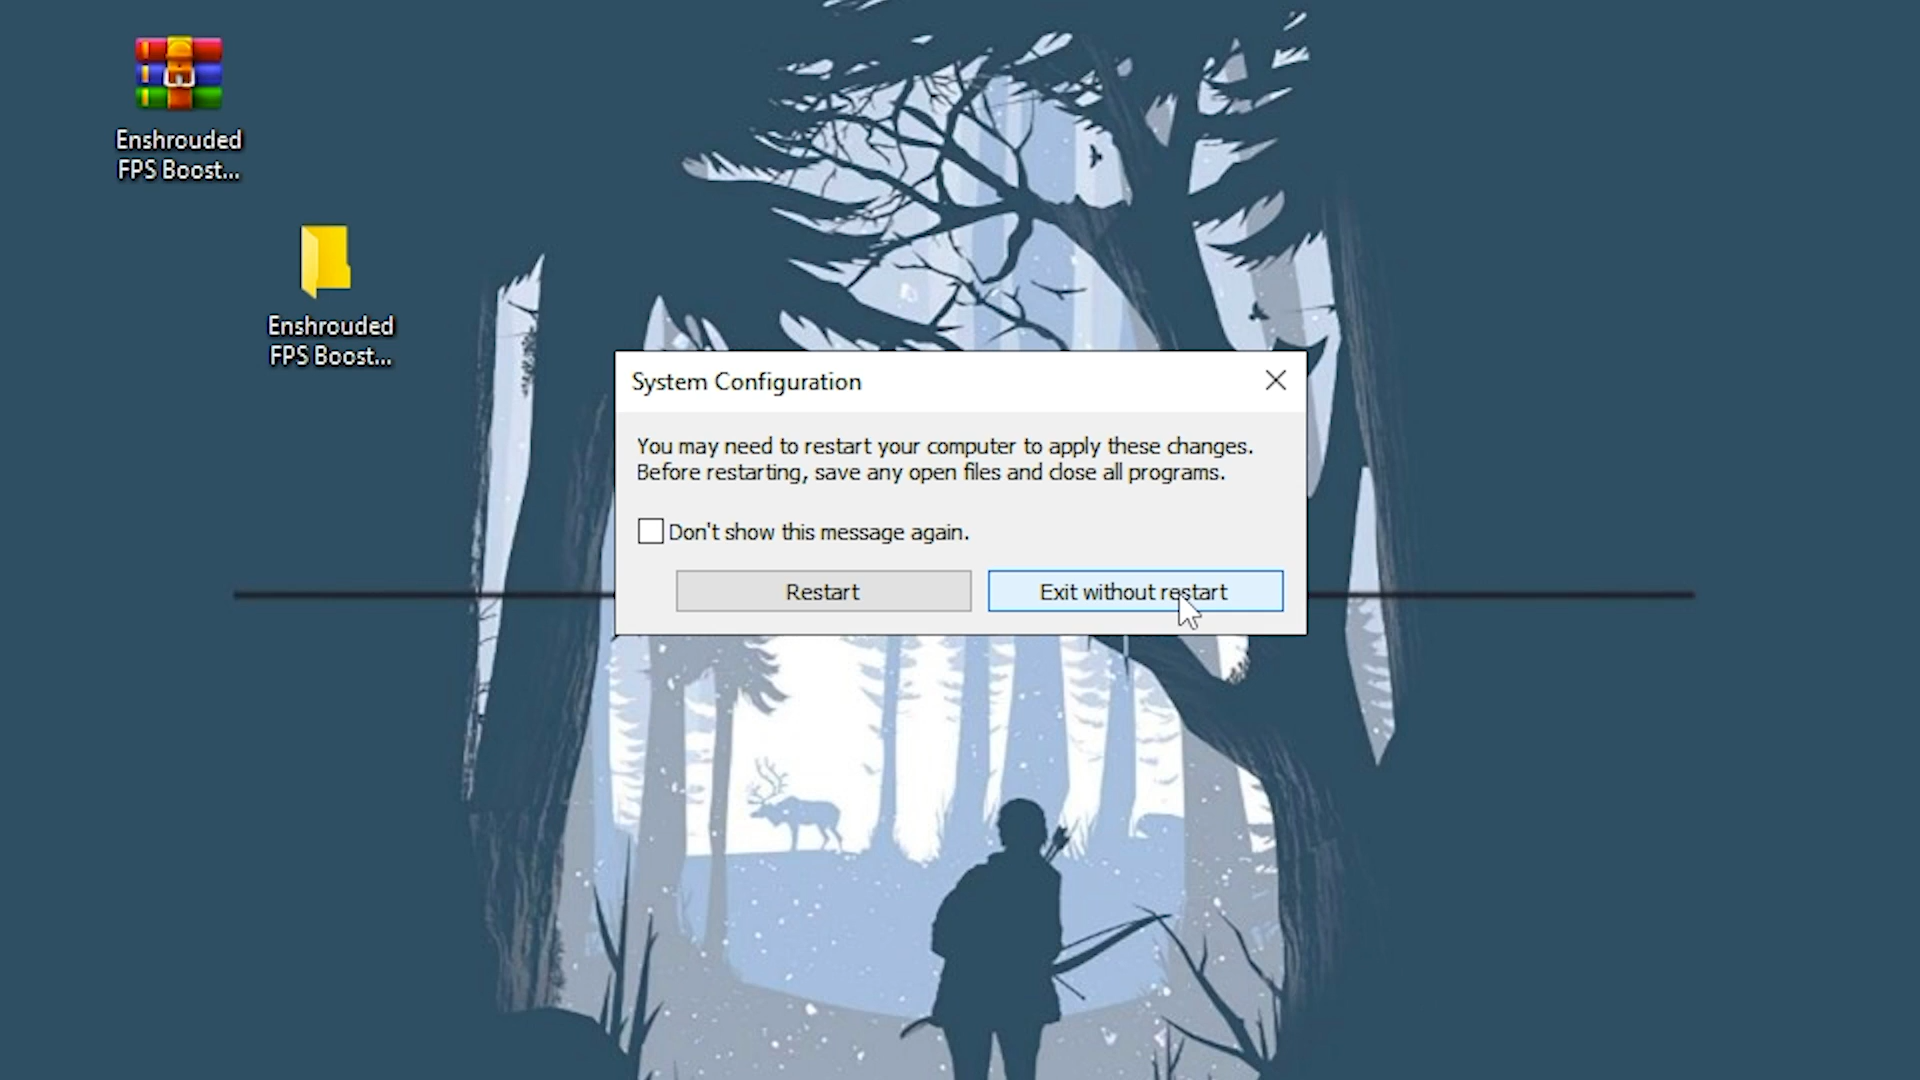 Enshrouded
FPS Boost...
Enshrouded
FPS Boost...
System Configuration
You may need to restart your computer to apply these changes.
Before restarting, save any open files and close all programs.
Don't show this message again.
Restart
Exit without restart